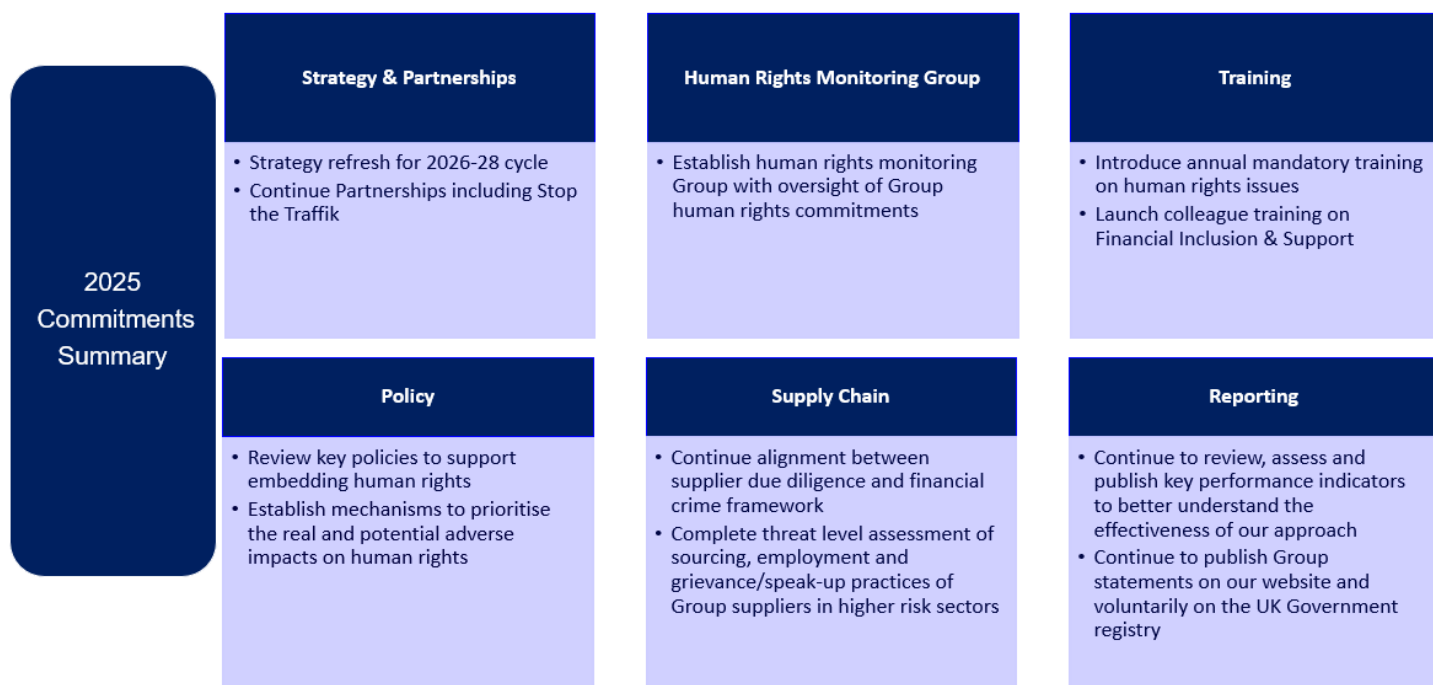 2025
Commitments
Summary
Strategy & Partnerships
• Strategy refresh for 2026-28 cycle
• Continue Partnerships including Stop
the Traffik
Human Rights Monitoring Group
• Establish human rights monitoring
Group with oversight of Group
human rights commitments
Training
• Introduce annual mandatory training
on human rights issues
• Launch colleague training on
Financial Inclusion & Support
Policy
• Review key policies to support
embedding human rights
• Establish mechanisms to prioritise
the real and potential adverse
impacts on human rights
Supply Chain
• Continue alignment between
supplier due diligence and financial
crime framework
• Complete threat level assessment of
sourcing, employment and
grievance/speak-up practices of
Group suppliers in higher risk sectors
Reporting
• Continue to review, assess and
publish key performance indicators
to better understand the
effectiveness of our approach
• Continue to publish Group
statements on our website and
voluntarily on the UK Government
registry